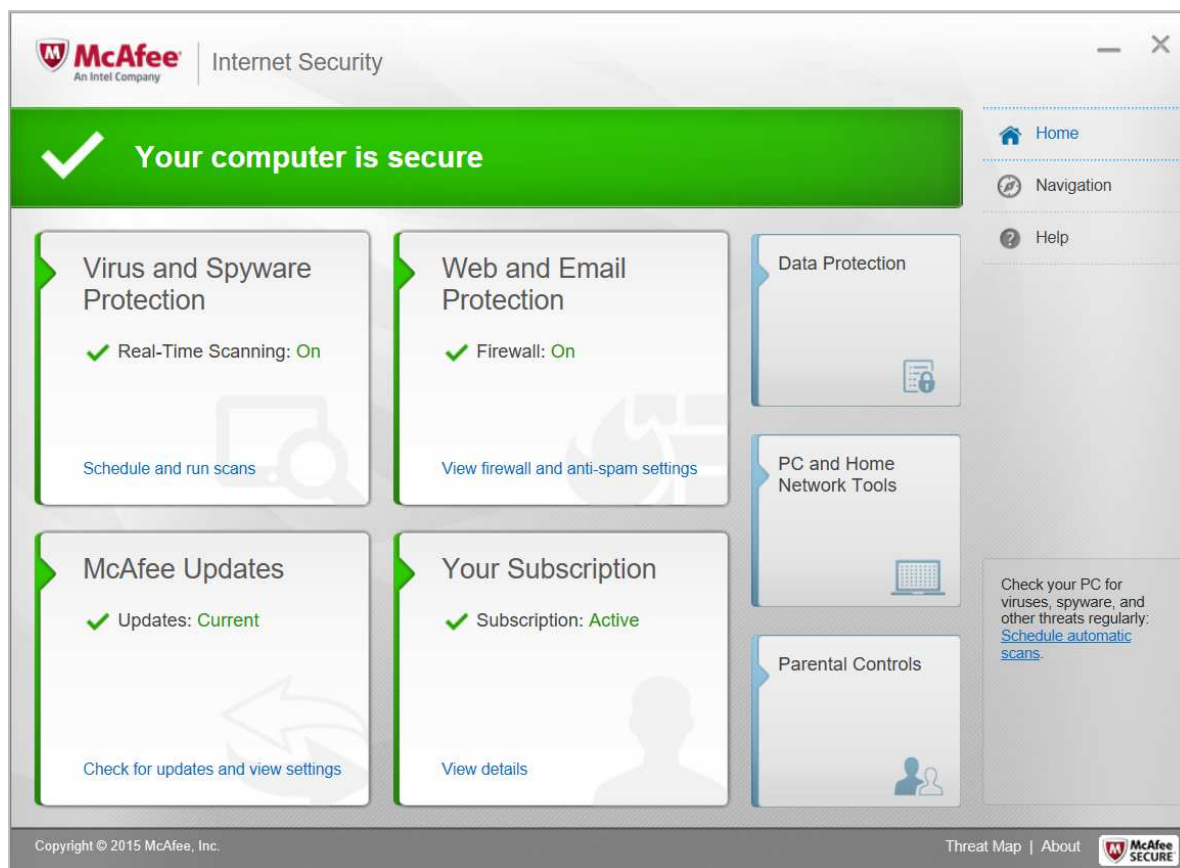 McAfee
An Intel Company
Internet Security
Your computer is secure
Home
Navigation
Help
Virus and Spyware
Protection
Real-Time Scanning: On
Schedule and run scans
Web and Email
Protection
Firewall: On
View firewall and anti-spam settings
Data Protection
PC and Home
Network Tools
McAfee Updates
Updates: Current
Check for updates and view settings
Your Subscription
Subscription: Active
View details
Parental Controls
Check your PC for
viruses, spyware, and
other threats regularly:
Schedule automatic
scans.
Copyright © 2015 McAfee, Inc.
Threat Map | About
McAfee
SECURE